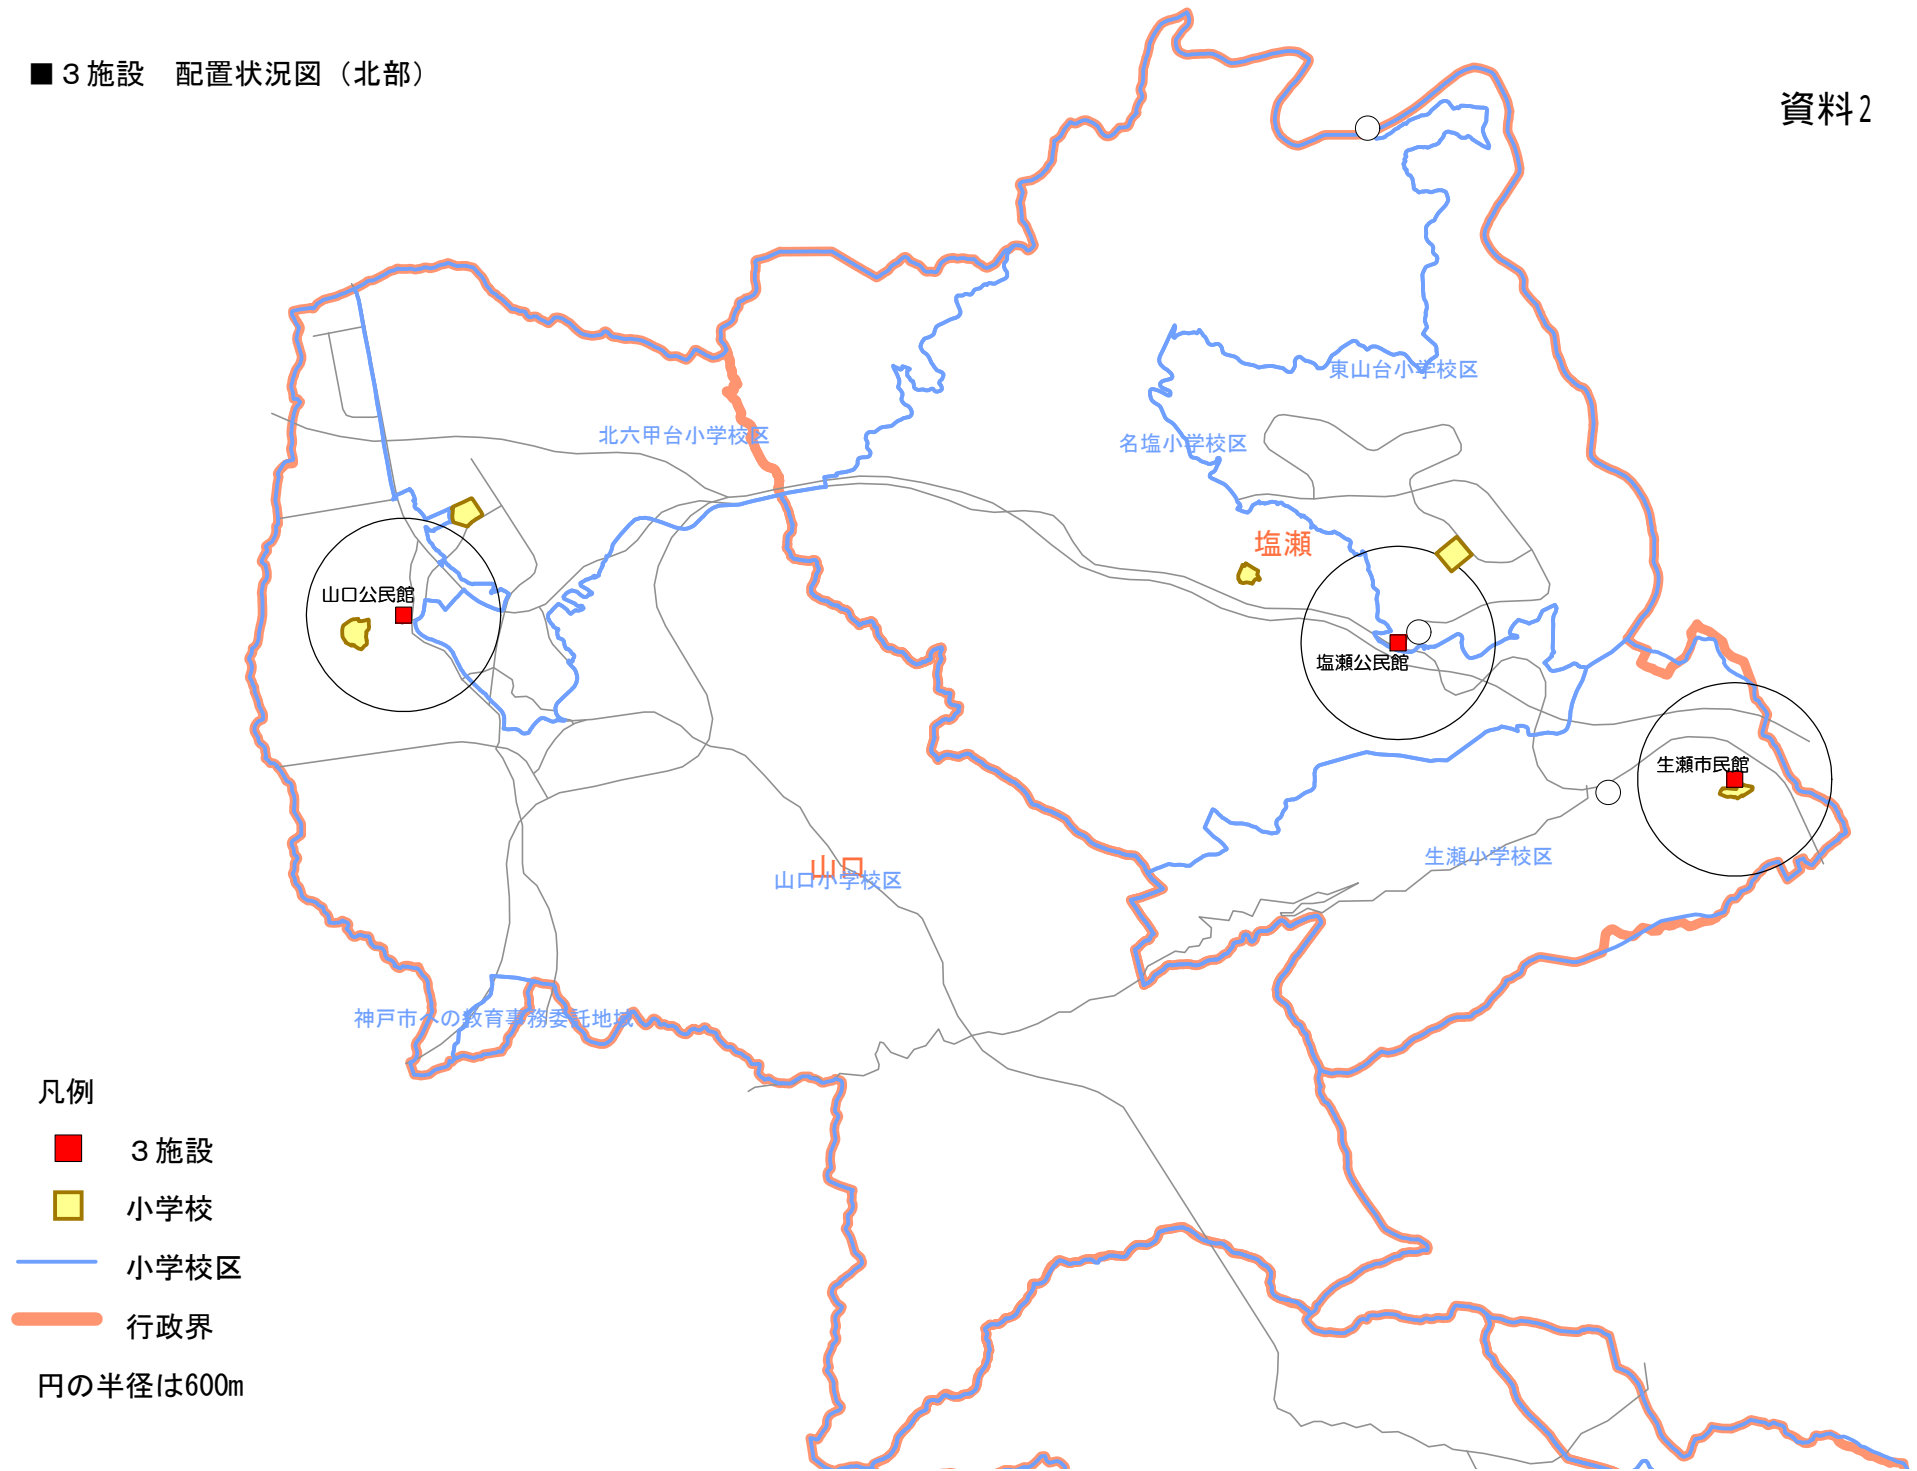 ■３施設　配置状況図（北部）
資料2
東山台小学校区
北六甲台小学校区
名塩小学校区
塩瀬
山口公民館
塩瀬公民館
生瀬市民館
生瀬小学校区
山口
山口小学校区
神戸市への教育事務委託地域
凡例
３施設
小学校
小学校区
行政界
円の半径は600m